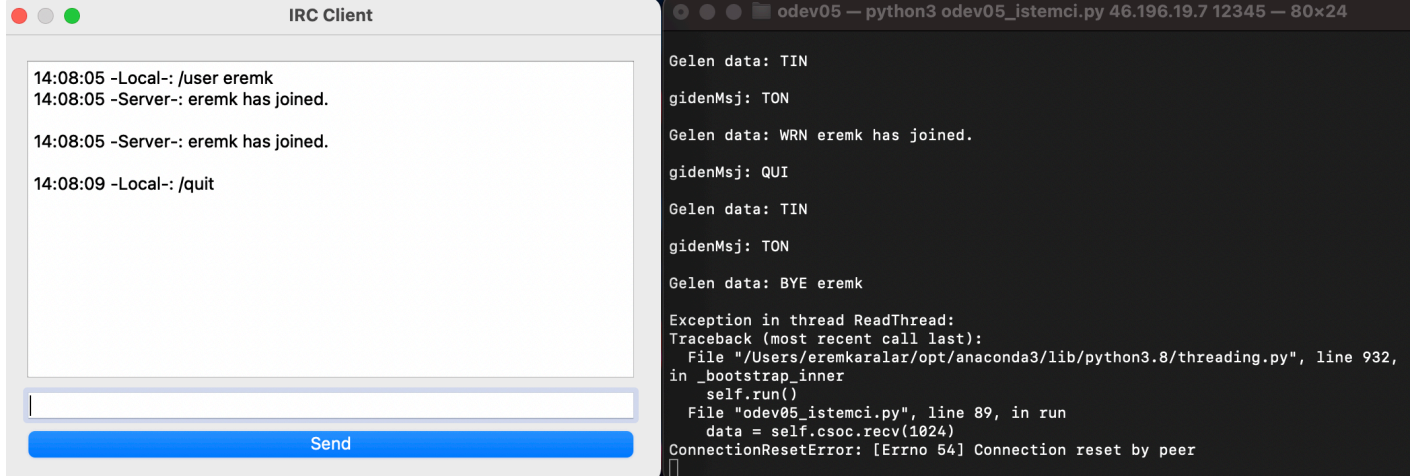 IRC Client
14:08:05 -Local-: /user eremk
14:08:05 -Server-: eremk has joined.
14:08:05 -Server-: eremk has joined.
14:08:09 -Local-: /quit
Send
odev05 — python3 odev05_istemci.py 46.196.19.7 12345 — 80×24
Gelen data: TIN
gidenMsj: TON
Gelen data: WRN eremk has joined.
gidenMsj: QUI
Gelen data: TIN
gidenMsj: TON
Gelen data: BYE eremk
Exception in thread ReadThread:
Traceback (most recent call last):
File "/Users/eremkaralar/opt/anaconda3/lib/python3.8/threading.py", line 932,
in _bootstrap_inner
self.run()
File "odev05_istemci.py", line 89, in run
data = self.csoc.recv(1024)
ConnectionResetError: [Errno 54] Connection reset by peer